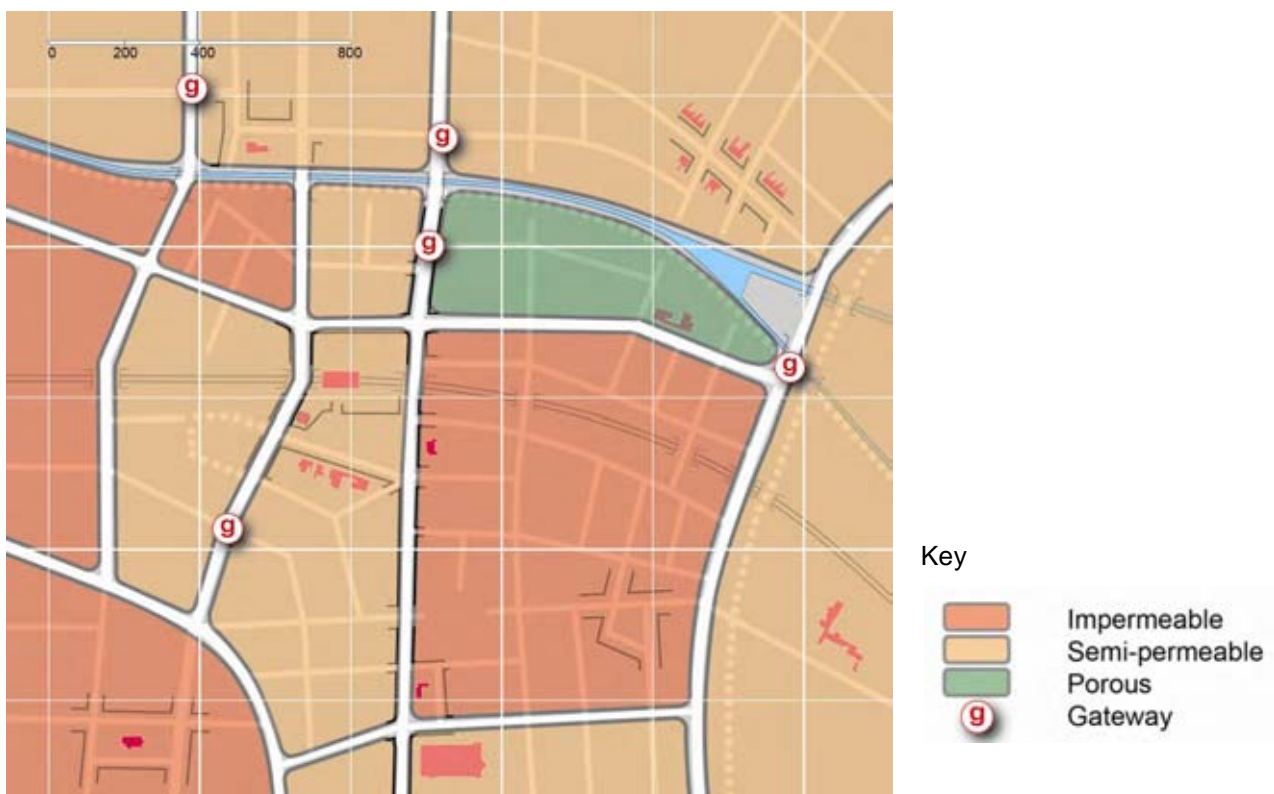 0 200 400 800
g
g
g
g
g
Key
Impermeable
Semi-permeable
Porous
g Gateway